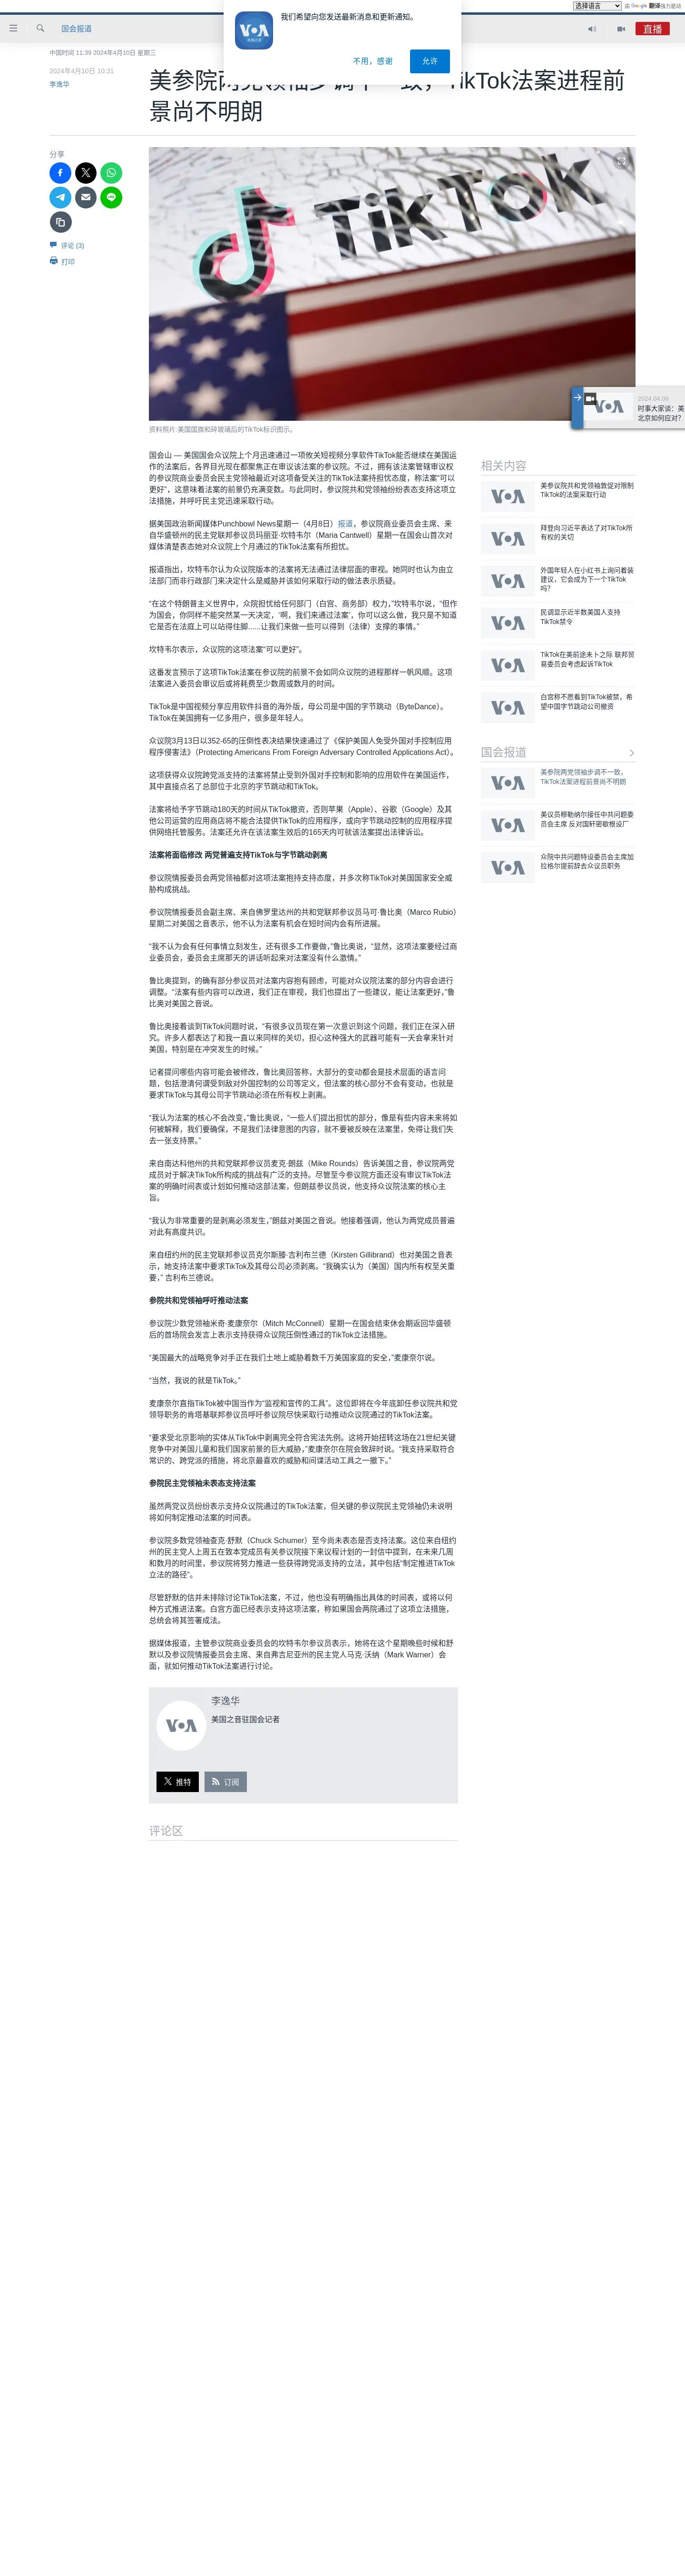 选择语言
由 Google 翻译强力驱动
我们希望向您发送最新消息和更新通知。
不用，感谢
允许
国会报道
直播
中国时间 11:39 2024年4月10日 星期三
2024年4月10日 10:31
李逸华
美参院两党领袖步调不一致，TikTok法案进程前
景尚不明朗
分享
评论 (3)
打印
资料照片:美国国旗和碎玻璃后的TikTok标识图示。
国会山 — 美国国会众议院上个月迅速通过一项攸关短视频分享软件TikTok能否继续在美国运
作的法案后，各界目光现在都聚焦正在审议该法案的参议院。不过，拥有该法案管辖审议权
的参议院商业委员会民主党领袖最近对这项备受关注的TikTok法案持担忧态度，称法案“可以
更好”，这意味着法案的前景仍充满变数。与此同时，参议院共和党领袖纷纷表态支持这项立
法措施，并呼吁民主党迅速采取行动。
据美国政治新闻媒体Punchbowl News星期一（4月8日）报道，参议院商业委员会主席、来
自华盛顿州的民主党联邦参议员玛丽亚·坎特韦尔（Maria Cantwell）星期一在国会山首次对
媒体清楚表态她对众议院上个月通过的TikTok法案有所担忧。
报道指出，坎特韦尔认为众议院版本的法案将无法通过法律层面的审视。她同时也认为由立
法部门而非行政部门来决定什么是威胁并该如何采取行动的做法表示质疑。
“在这个特朗普主义世界中，众院担忧给任何部门（白宫、商务部）权力，”坎特韦尔说，“但作
为国会，你同样不能突然某一天决定，‘啊，我们来通过法案’，你可以这么做，我只是不知道
它是否在法庭上可以站得住脚……让我们来做一些可以得到（法律）支撑的事情。”
坎特韦尔表示，众议院的这项法案“可以更好”。
这番发言预示了这项TikTok法案在参议院的前景不会如同众议院的进程那样一帆风顺。这项
法案进入委员会审议后或将耗费至少数周或数月的时间。
TikTok是中国视频分享应用软件抖音的海外版，母公司是中国的字节跳动（ByteDance）。
TikTok在美国拥有一亿多用户，很多是年轻人。
众议院3月13日以352-65的压倒性表决结果快速通过了《保护美国人免受外国对手控制应用
程序侵害法》（Protecting Americans From Foreign Adversary Controlled Applications Act）。
这项获得众议院跨党派支持的法案将禁止受到外国对手控制和影响的应用软件在美国运作，
其中直接点名了总部位于北京的字节跳动和TikTok。
法案将给予字节跳动180天的时间从TikTok撤资，否则苹果（Apple）、谷歌（Google）及其
他公司运营的应用商店将不能合法提供TikTok的应用程序，或向字节跳动控制的应用程序提
供网络托管服务。法案还允许在该法案生效后的165天内可就该法案提出法律诉讼。
法案将面临修改 两党普遍支持TikTok与字节跳动剥离
参议院情报委员会两党领袖都对这项法案抱持支持态度，并多次称TikTok对美国国家安全威
胁构成挑战。
参议院情报委员会副主席、来自佛罗里达州的共和党联邦参议员马可·鲁比奥（Marco Rubio）
星期二对美国之音表示，他不认为法案有机会在短时间内会有所进展。
“我不认为会有任何事情立刻发生，还有很多工作要做，”鲁比奥说，“显然，这项法案要经过商
业委员会，委员会主席那天的讲话听起来对法案没有什么激情。”
鲁比奥提到，的确有部分参议员对法案内容抱有顾虑，可能对众议院法案的部分内容会进行
调整。“法案有些内容可以改进，我们正在审视，我们也提出了一些建议，能让法案更好，”鲁
比奥对美国之音说。
鲁比奥接着谈到TikTok问题时说，“有很多议员现在第一次意识到这个问题，我们正在深入研
究。许多人都表达了和我一直以来同样的关切，担心这种强大的武器可能有一天会拿来针对
美国，特别是在冲突发生的时候。”
记者提问哪些内容可能会被修改，鲁比奥回答称，大部分的变动都会是技术层面的语言问
题，包括澄清何谓受到敌对外国控制的公司等定义，但法案的核心部分不会有变动，也就是
要求TikTok与其母公司字节跳动必须在所有权上剥离。
“我认为法案的核心不会改变，”鲁比奥说，“一些人们提出担忧的部分，像是有些内容未来将如
何被解释，我们要确保，不是我们法律意图的内容，就不要被反映在法案里，免得让我们失
去一张支持票。”
来自南达科他州的共和党联邦参议员麦克·朗兹（Mike Rounds）告诉美国之音，参议院两党
成员对于解决TikTok所构成的挑战有广泛的支持。尽管至今参议院方面还没有审议TikTok法
案的明确时间表或计划如何推动这部法案，但朗兹参议员说，他支持众议院法案的核心主
旨。
“我认为非常重要的是剥离必须发生，”朗兹对美国之音说。他接着强调，他认为两党成员普遍
对此有高度共识。
来自纽约州的民主党联邦参议员克尔斯滕·吉利布兰德（Kirsten Gillibrand）也对美国之音表
示，她支持法案中要求TikTok及其母公司必须剥离。“我确实认为（美国）国内所有权至关重
要，” 吉利布兰德说。
参院共和党领袖呼吁推动法案
参议院少数党领袖米奇·麦康奈尔（Mitch McConnell）星期一在国会结束休会期返回华盛顿
后的首场院会发言上表示支持获得众议院压倒性通过的TikTok立法措施。
“美国最大的战略竞争对手正在我们土地上威胁着数千万美国家庭的安全，”麦康奈尔说。
“当然，我说的就是TikTok。”
麦康奈尔直指TikTok被中国当作为“监视和宣传的工具”。这位即将在今年底卸任参议院共和党
领导职务的肯塔基联邦参议员呼吁参议院尽快采取行动推动众议院通过的TikTok法案。
“要求受北京影响的实体从TikTok中剥离完全符合宪法先例。这将开始扭转这场在21世纪关键
竞争中对美国儿童和我们国家前景的巨大威胁，”麦康奈尔在院会致辞时说。“我支持采取符合
常识的、跨党派的措施，将北京最喜欢的威胁和间谍活动工具之一撤下。”
参院民主党领袖未表态支持法案
虽然两党议员纷纷表示支持众议院通过的TikTok法案，但关键的参议院民主党领袖仍未说明
将如何制定推动法案的时间表。
参议院多数党领袖查克·舒默（Chuck Schumer）至今尚未表态是否支持法案。这位来自纽约
州的民主党人上周五在致本党成员有关参议院接下来议程计划的一封信中提到，在未来几周
和数月的时间里，参议院将努力推进一些获得跨党派支持的立法，其中包括“制定推进TikTok
立法的路径”。
尽管舒默的信并未排除讨论TikTok法案，不过，他也没有明确指出具体的时间表，或将以何
种方式推进法案。白宫方面已经表示支持这项法案，称如果国会两院通过了这项立法措施，
总统会将其签署成法。
据媒体报道，主管参议院商业委员会的坎特韦尔参议员表示，她将在这个星期晚些时候和舒
默以及参议院情报委员会主席、来自弗吉尼亚州的民主党人马克·沃纳（Mark Warner）会
面，就如何推动TikTok法案进行讨论。
李逸华
美国之音驻国会记者
推特
订阅
评论区
2024.04.09
时事大家谈：美
北京如何应对？
相关内容
美参议院共和党领袖敦促对限制
TikTok的法案采取行动
拜登向习近平表达了对TikTok所
有权的关切
外国年轻人在小红书上询问着装
建议，它会成为下一个TikTok
吗？
民调显示近半数美国人支持
TikTok禁令
TikTok在美前途未卜之际 联邦贸
易委员会考虑起诉TikTok
白宫称不愿看到TikTok被禁，希
望中国字节跳动公司撤资
国会报道
美参院两党领袖步调不一致，
TikTok法案进程前景尚不明朗
美议员穆勒纳尔接任中共问题委
员会主席 反对国轩密歇根设厂
众院中共问题特设委员会主席加
拉格尔提前辞去众议员职务